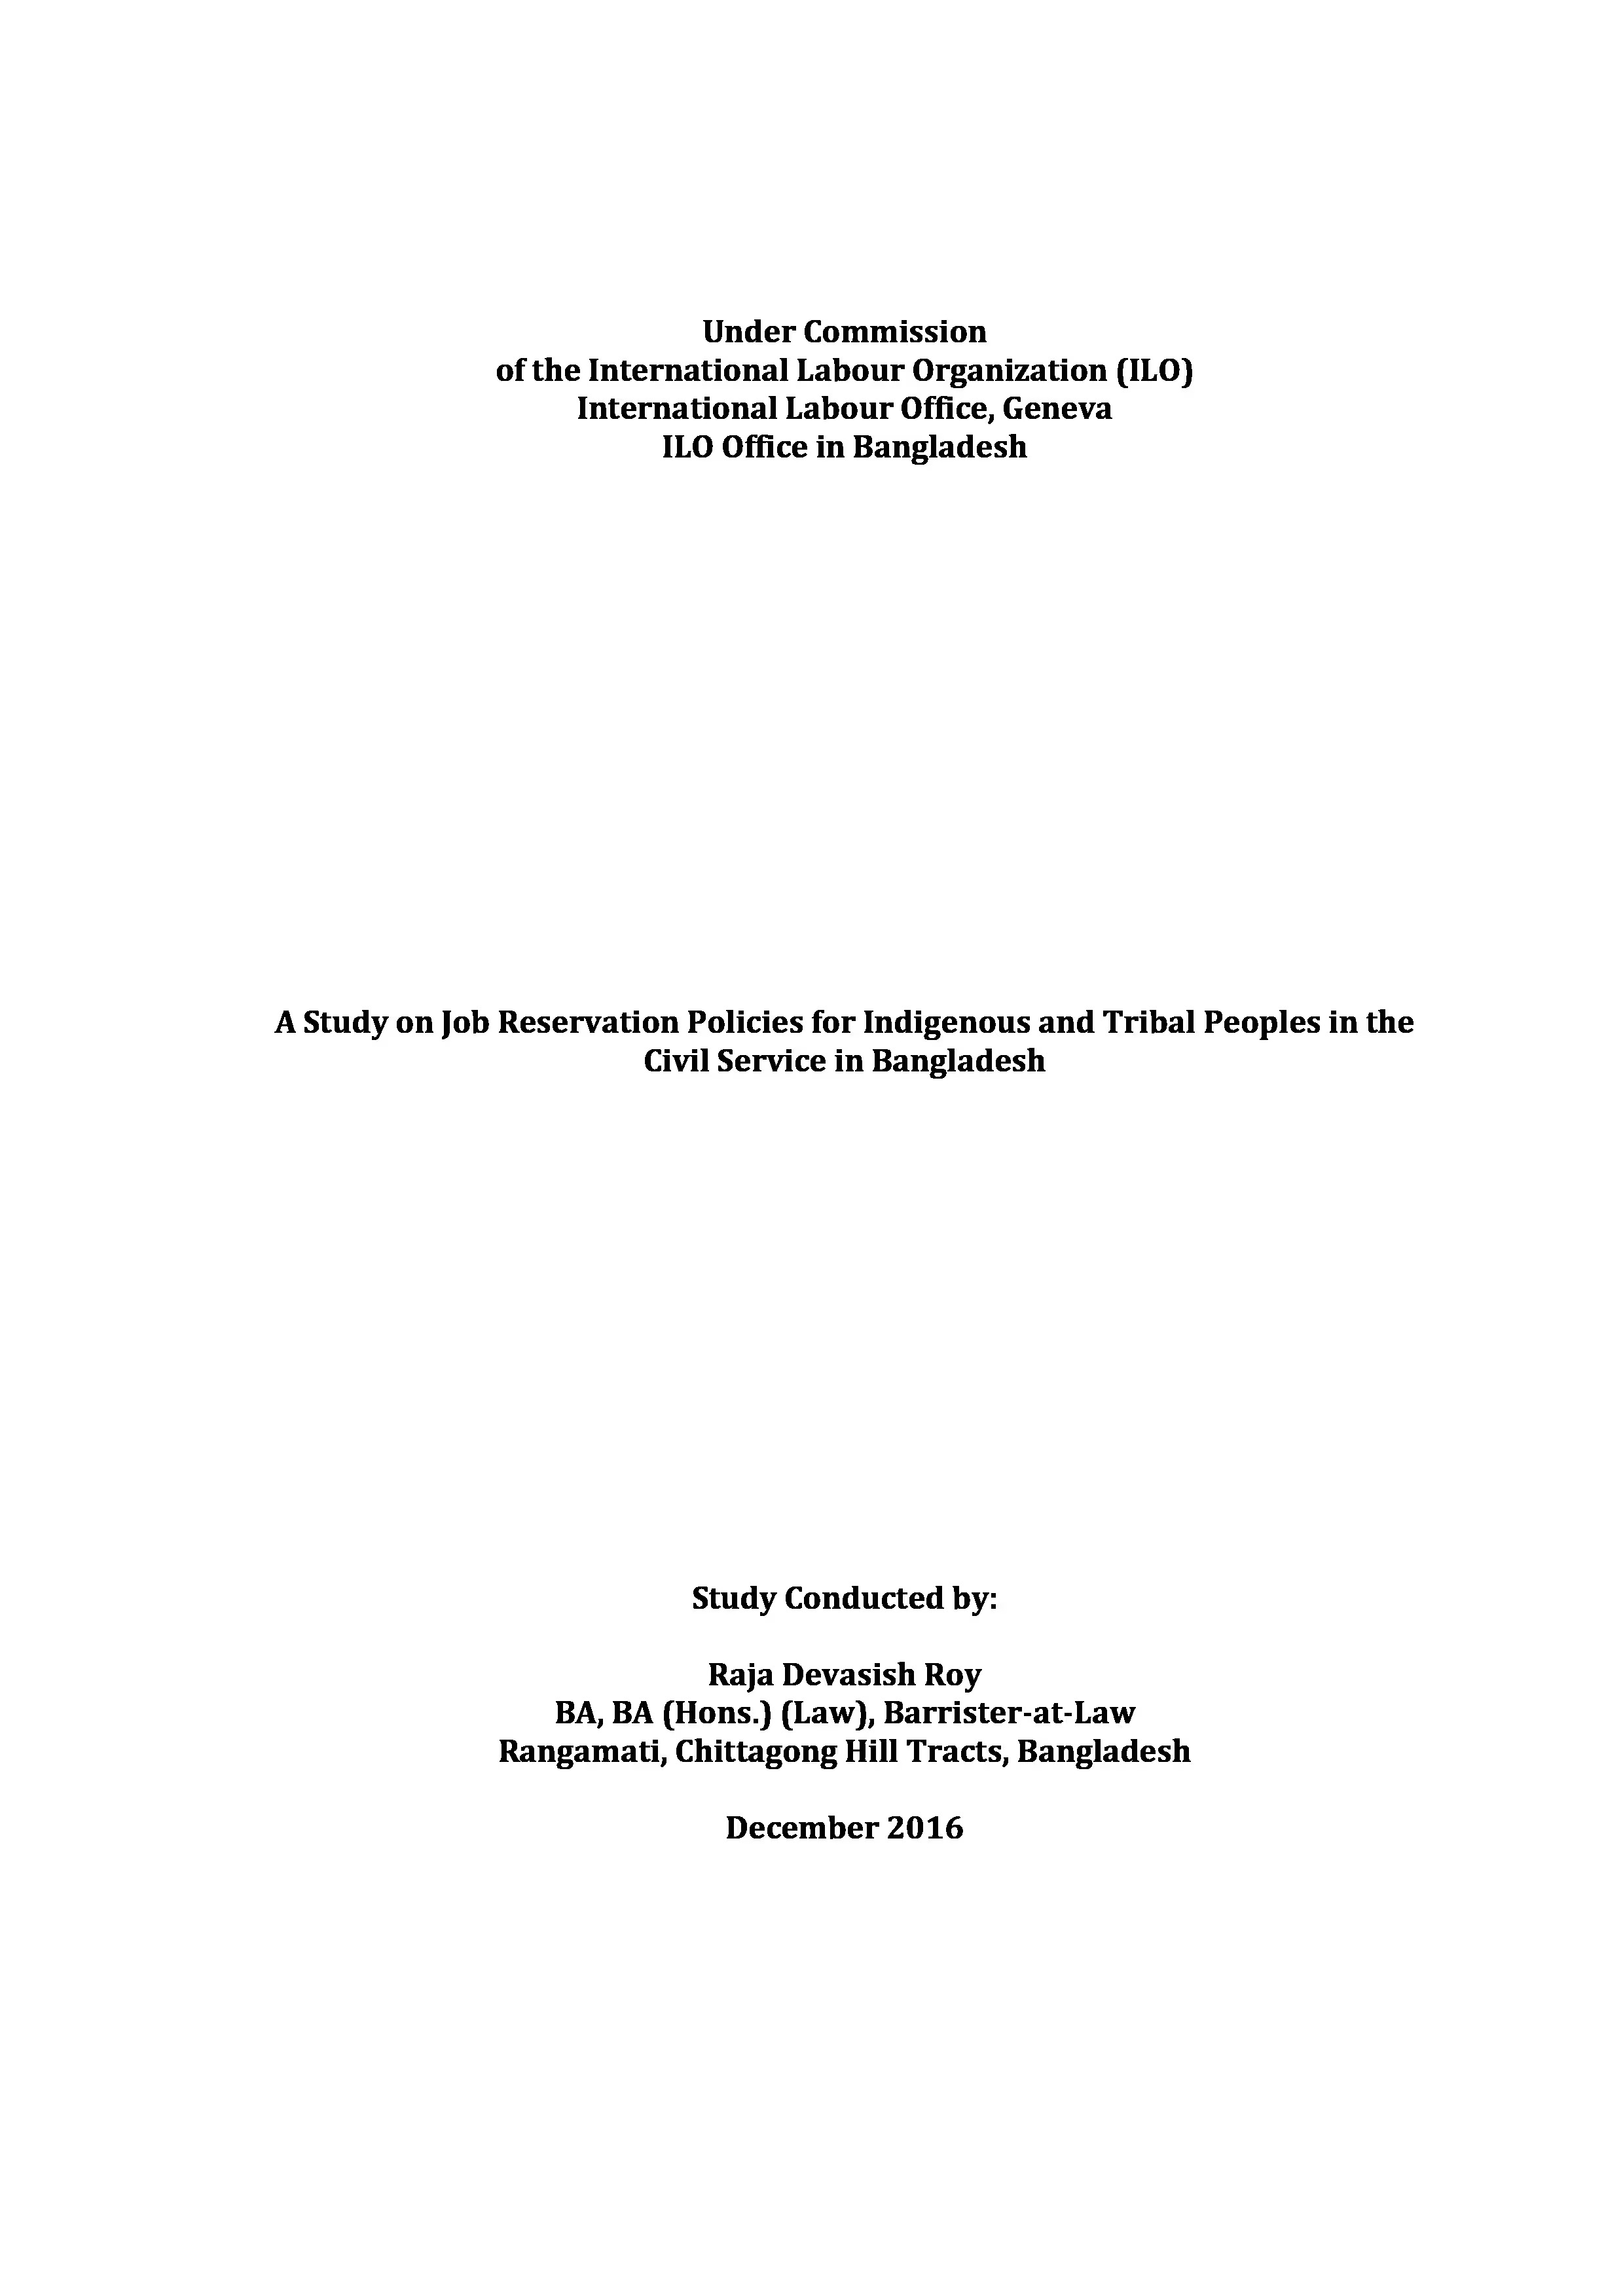 Under Commission
of the International Labour Organization (ILO)
International Labour Office, Geneva
ILO Office in Bangladesh
A Study on Job Reservation Policies for Indigenous and Tribal Peoples in the
Civil Service in Bangladesh
Study Conducted by:
Raja Devasish Roy
BA, BA (Hons.) (Law), Barrister-at-Law
Rangamati, Chittagong Hill Tracts, Bangladesh
December 2016